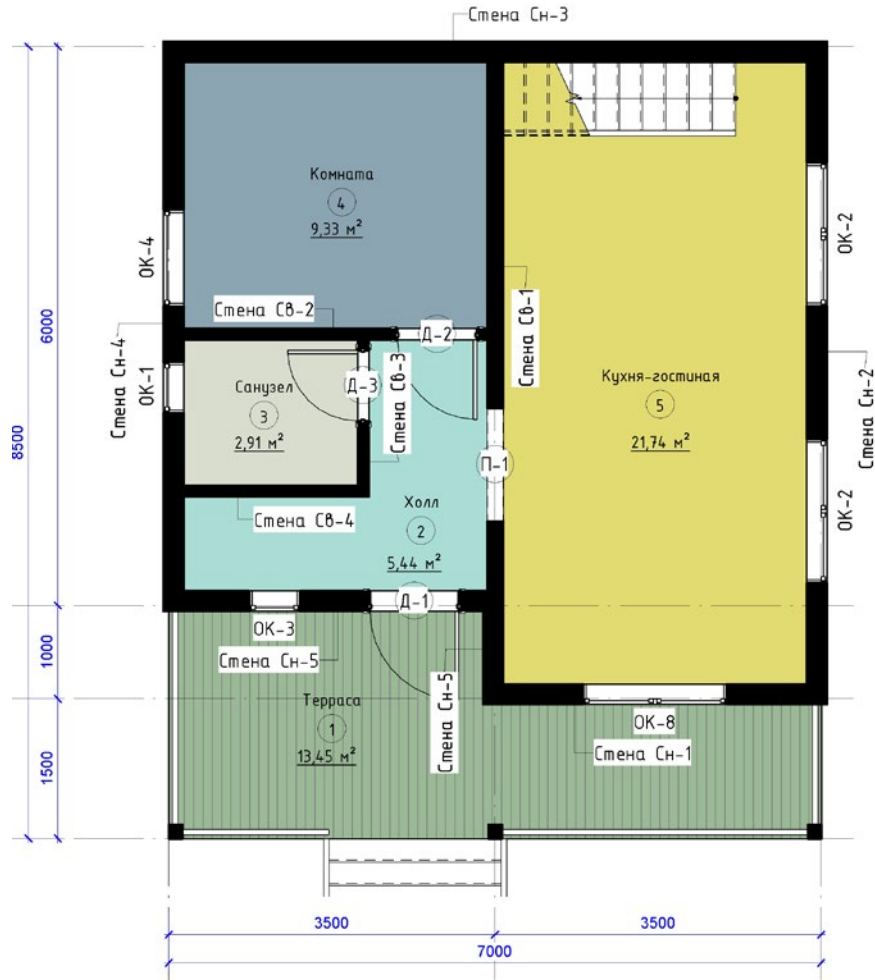 Стена Сн-3
Комната
4
9,33 м²
ОК-4
ОК-2
Стена Св-2
Стена Св-1
6000
Д-2
Стена Сн-4
ОК-1
Санузел
3
2,91 м²
Д-3
Стена Св-3
Кухня-гостиная
5
21,74 м²
Стена Сн-2
8500
П-1
Стена Св-4
Холл
2
5,44 м²
ОК-2
Д-1
ОК-3
Стена Сн-5
1000
Стена Сн-5
Терраса
1
13,45 м²
ОК-8
Стена Сн-1
1500
3500
3500
7000